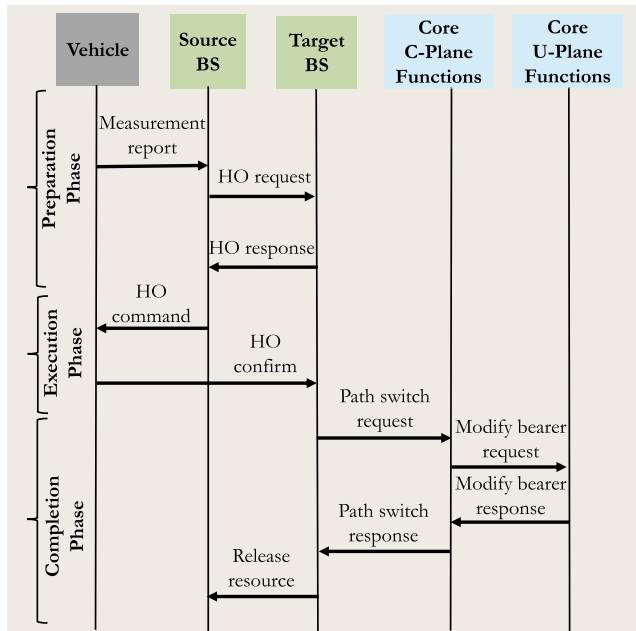 Vehicle
Source
BS
Target
BS
Core
C-Plane
Functions
Core
U-Plane
Functions
Preparation
Phase
Measurement
report
HO request
HO response
Execution
Phase
HO
command
HO
confirm
Completion
Phase
Path switch
request
Modify bearer
request
Modify bearer
response
Path switch
response
Release
resource